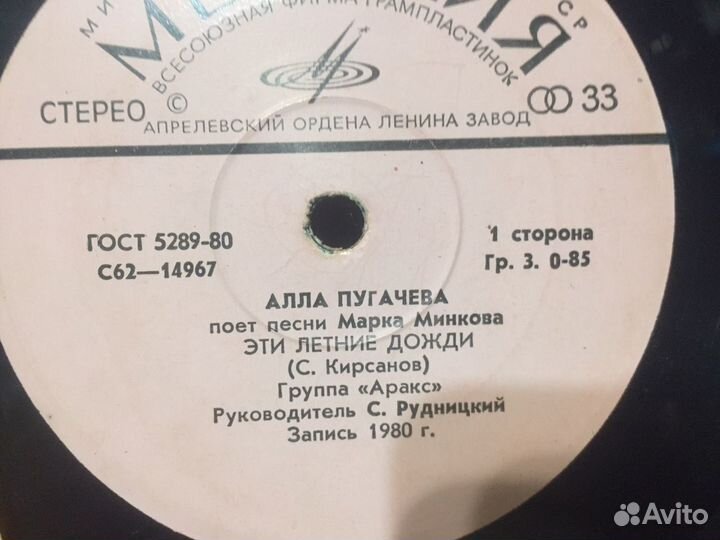 ВСЕСОЮЗНАЯ ФИРМА ГРАМПЛАСТИНОК
СТЕРЕО © 33
АПРЕЛЕВСКИЙ ОРДЕНА ЛЕНИНА ЗАВОД
ГОСТ 5289-80
С62—14967
1 сторона
Гр. 3. 0-85
АЛЛА ПУГАЧЕВА
поет песни Марка Минкова
ЭТИ ЛЕТНИЕ ДОЖДИ
(С. Кирсанов)
Группа «Аракс»
Руководитель С. Рудницкий
Запись 1980 г.
Avito